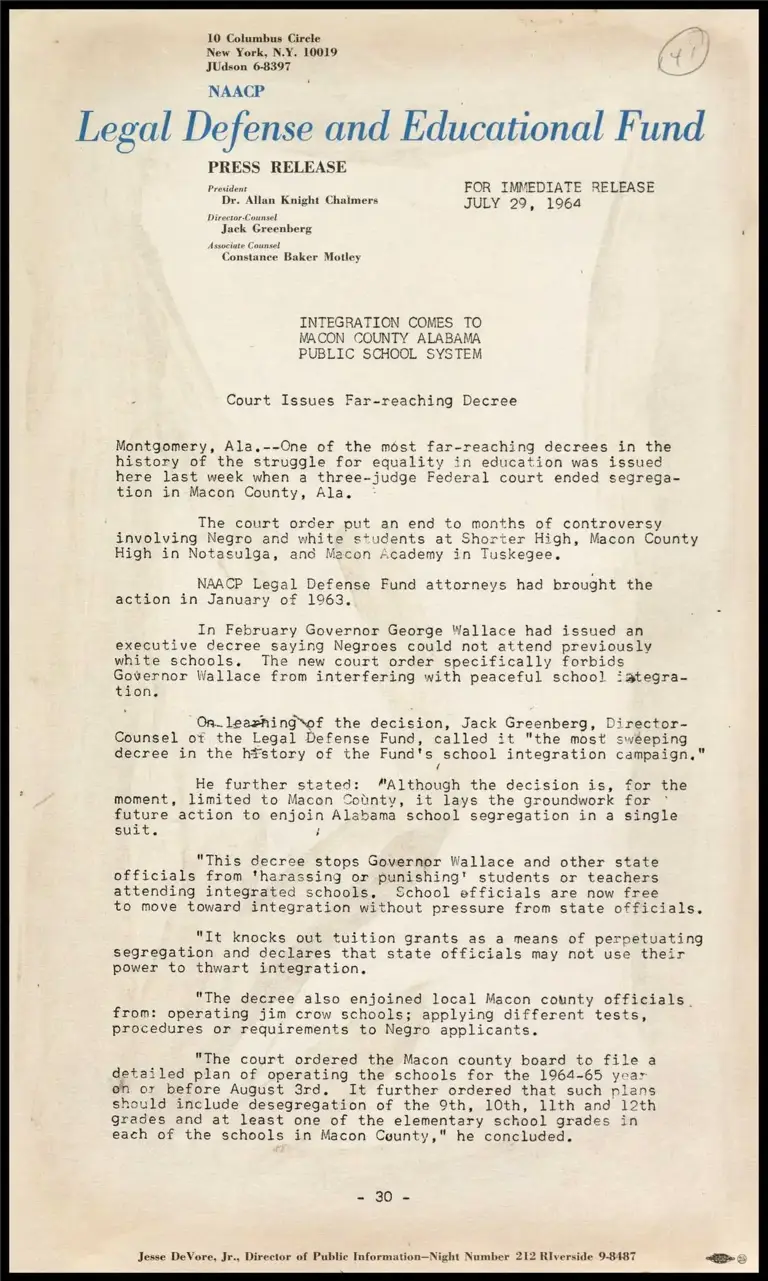 10 Columbus Circle
New York, N.Y. 10019
JUdson 6-8397
41
NAACP
Legal Defense and Educational Fund
PRESS RELEASE
President
Dr. Allan Knight Chalmers
Director-Counsel
Jack Greenberg
Associate Counsel
Constance Baker Motley
FOR IMMEDIATE RELEASE
JULY 29, 1964
INTEGRATION COMES TO
MACON COUNTY ALABAMA
PUBLIC SCHOOL SYSTEM
Court Issues Far-reaching Decree
Montgomery, Ala.--One of the most far-reaching decrees in the
history of the struggle for equality in education was issued
here last week when a three-judge Federal court ended segrega-
tion in Macon County, Ala.
The court order put an end to months of controversy
involving Negro and white students at Shorter High, Macon County
High in Notasulga, and Macon Academy in Tuskegee.
NAACP Legal Defense Fund attorneys had brought the
action in January of 1963.
In February Governor George Wallace had issued an
executive decree saying Negroes could not attend previously
white schools. The new court order specifically forbids
Governor Wallace from interfering with peaceful school integra-
tion.
On learning of the decision, Jack Greenberg, Director-
Counsel of the Legal Defense Fund, called it "the most sweeping
decree in the history of the Fund's school integration campaign."
He further stated: "Although the decision is, for the
moment, limited to Macon County, it lays the groundwork for
future action to enjoin Alabama school segregation in a single
suit.
"This decree stops Governor Wallace and other state
officials from 'harassing or punishing' students or teachers
attending integrated schools. School officials are now free
to move toward integration without pressure from state officials.
"It knocks out tuition grants as a means of perpetuating
segregation and declares that state officials may not use their
power to thwart integration.
"The decree also enjoined local Macon county officials
from: operating jim crow schools; applying different tests,
procedures or requirements to Negro applicants.
"The court ordered the Macon county board to file a
detailed plan of operating the schools for the 1964-65 year
on or before August 3rd. It further ordered that such plans
should include desegregation of the 9th, 10th, 11th and 12th
grades and at least one of the elementary school grades in
each of the schools in Macon County," he concluded.
- 30 -
Jesse DeVore, Jr., Director of Public Information—Night Number 212 RIverside 9-8487